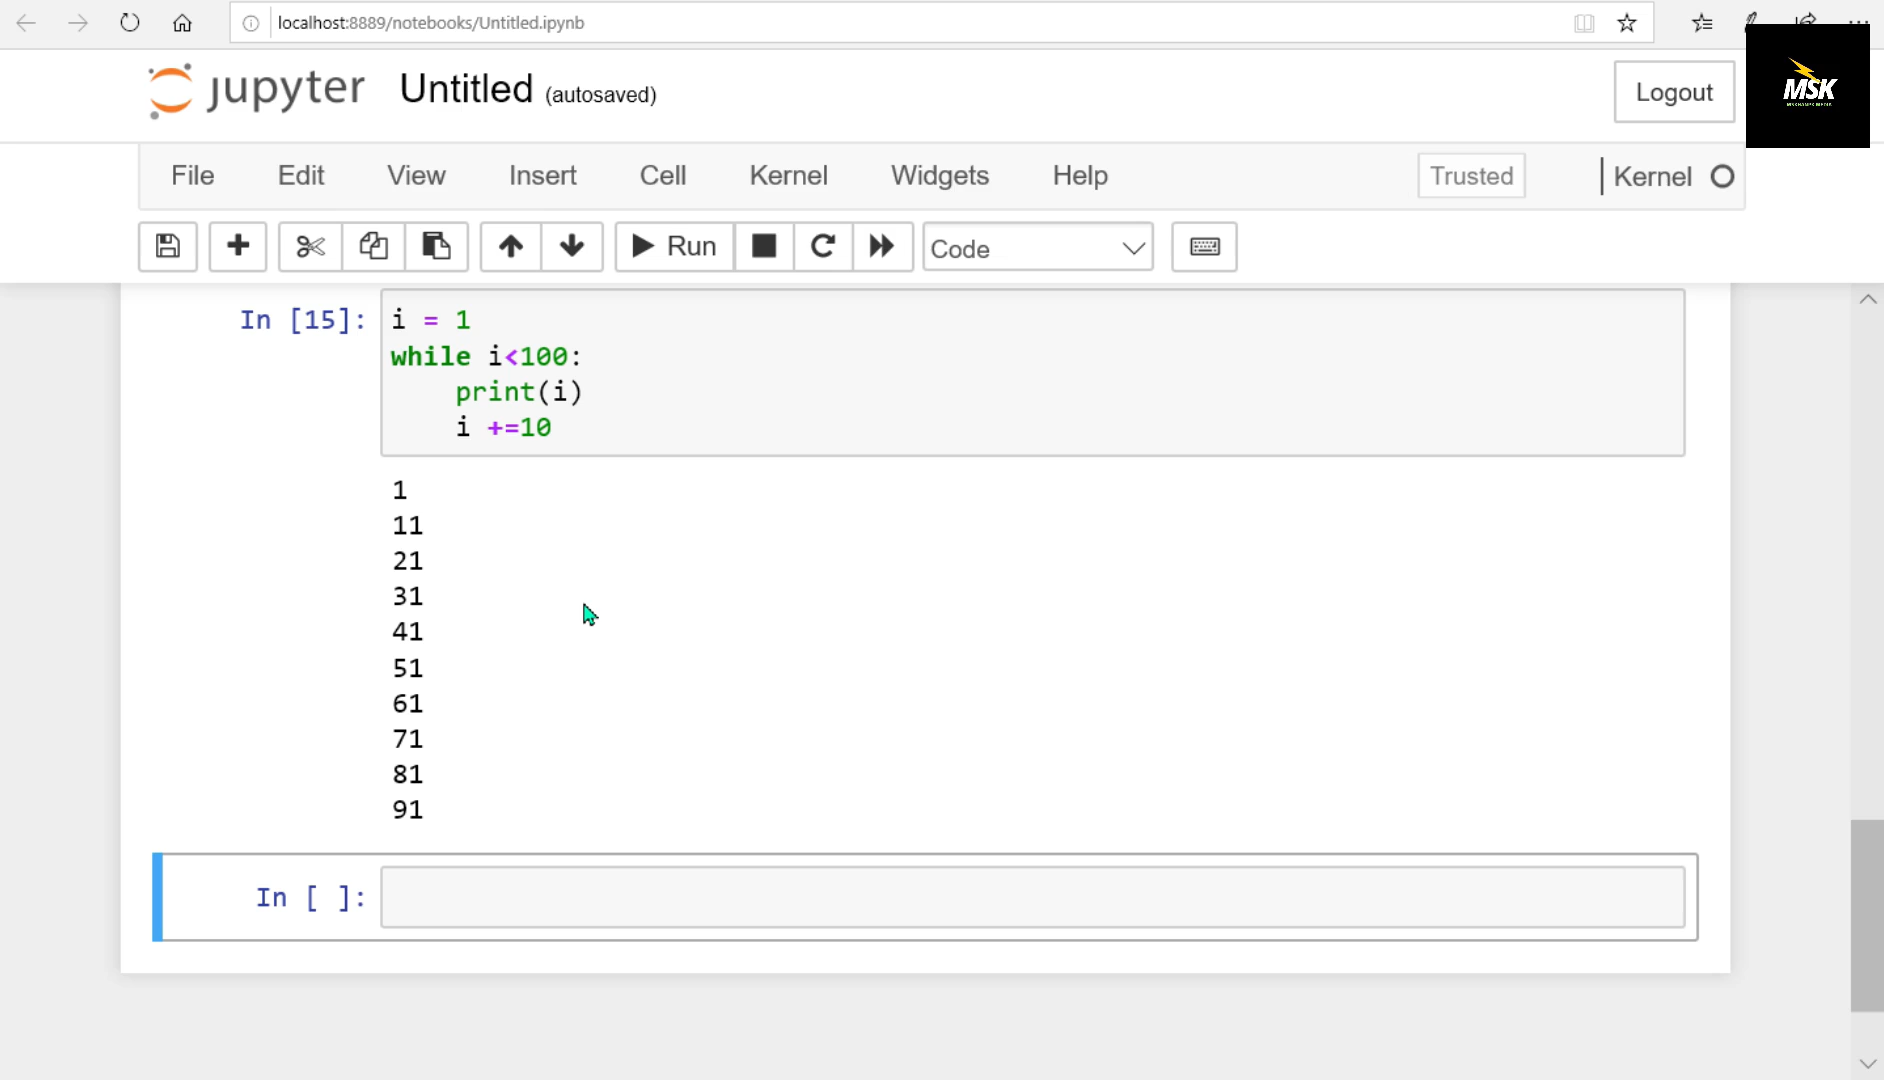 localhost:8889/notebooks/Untitled.ipynb
jupyter Untitled (autosaved)
Logout
MSK
File Edit View Insert Cell Kernel Widgets Help Trusted Kernel
Run Code
In [15]: i = 1
while i<100:
print(i)
i +=10
1
11
21
31
41
51
61
71
81
91
In [ ]: